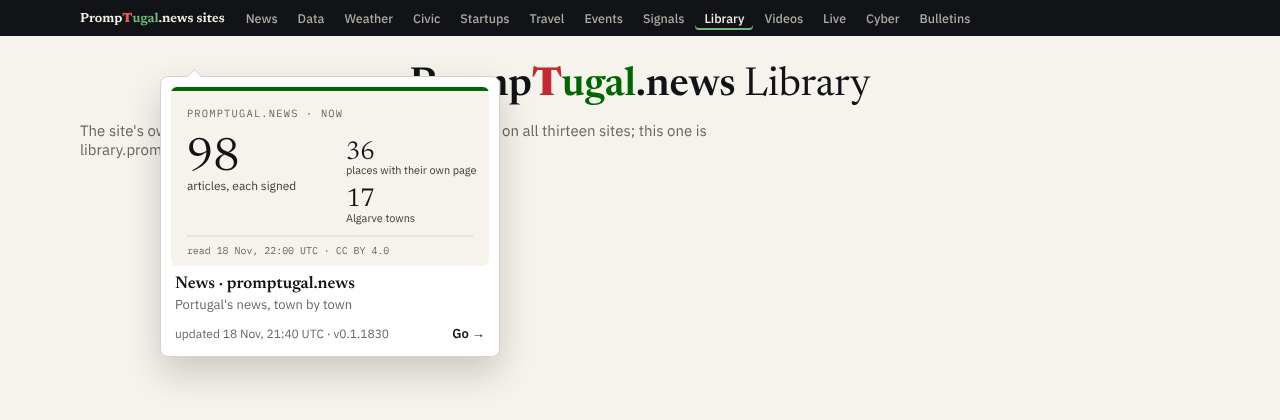 PrompTugal.news sites News Data Weather Civic Startups Travel Events Signals Library Videos Live Cyber Bulletins
PrompTugal.news Library
The site's on all thirteen sites; this one is
PROMPTUGAL.NEWS · NOW
98
articles, each signed
36
places with their own page
17
Algarve towns
read 18 Nov, 22:00 UTC · CC BY 4.0
News · promptugal.news
Portugal's news, town by town
updated 18 Nov, 21:40 UTC · v0.1.1830
Go →